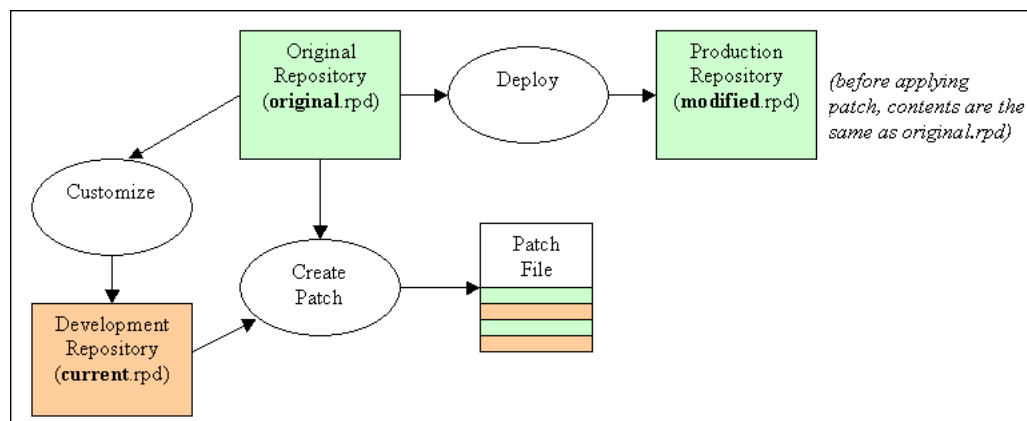 Original
Repository
(original.rpd)
Deploy
Production
Repository
(modified.rpd)
(before applying
patch, contents are the
same as original.rpd)
Customize
Create
Patch
Patch
File
Development
Repository
(current.rpd)